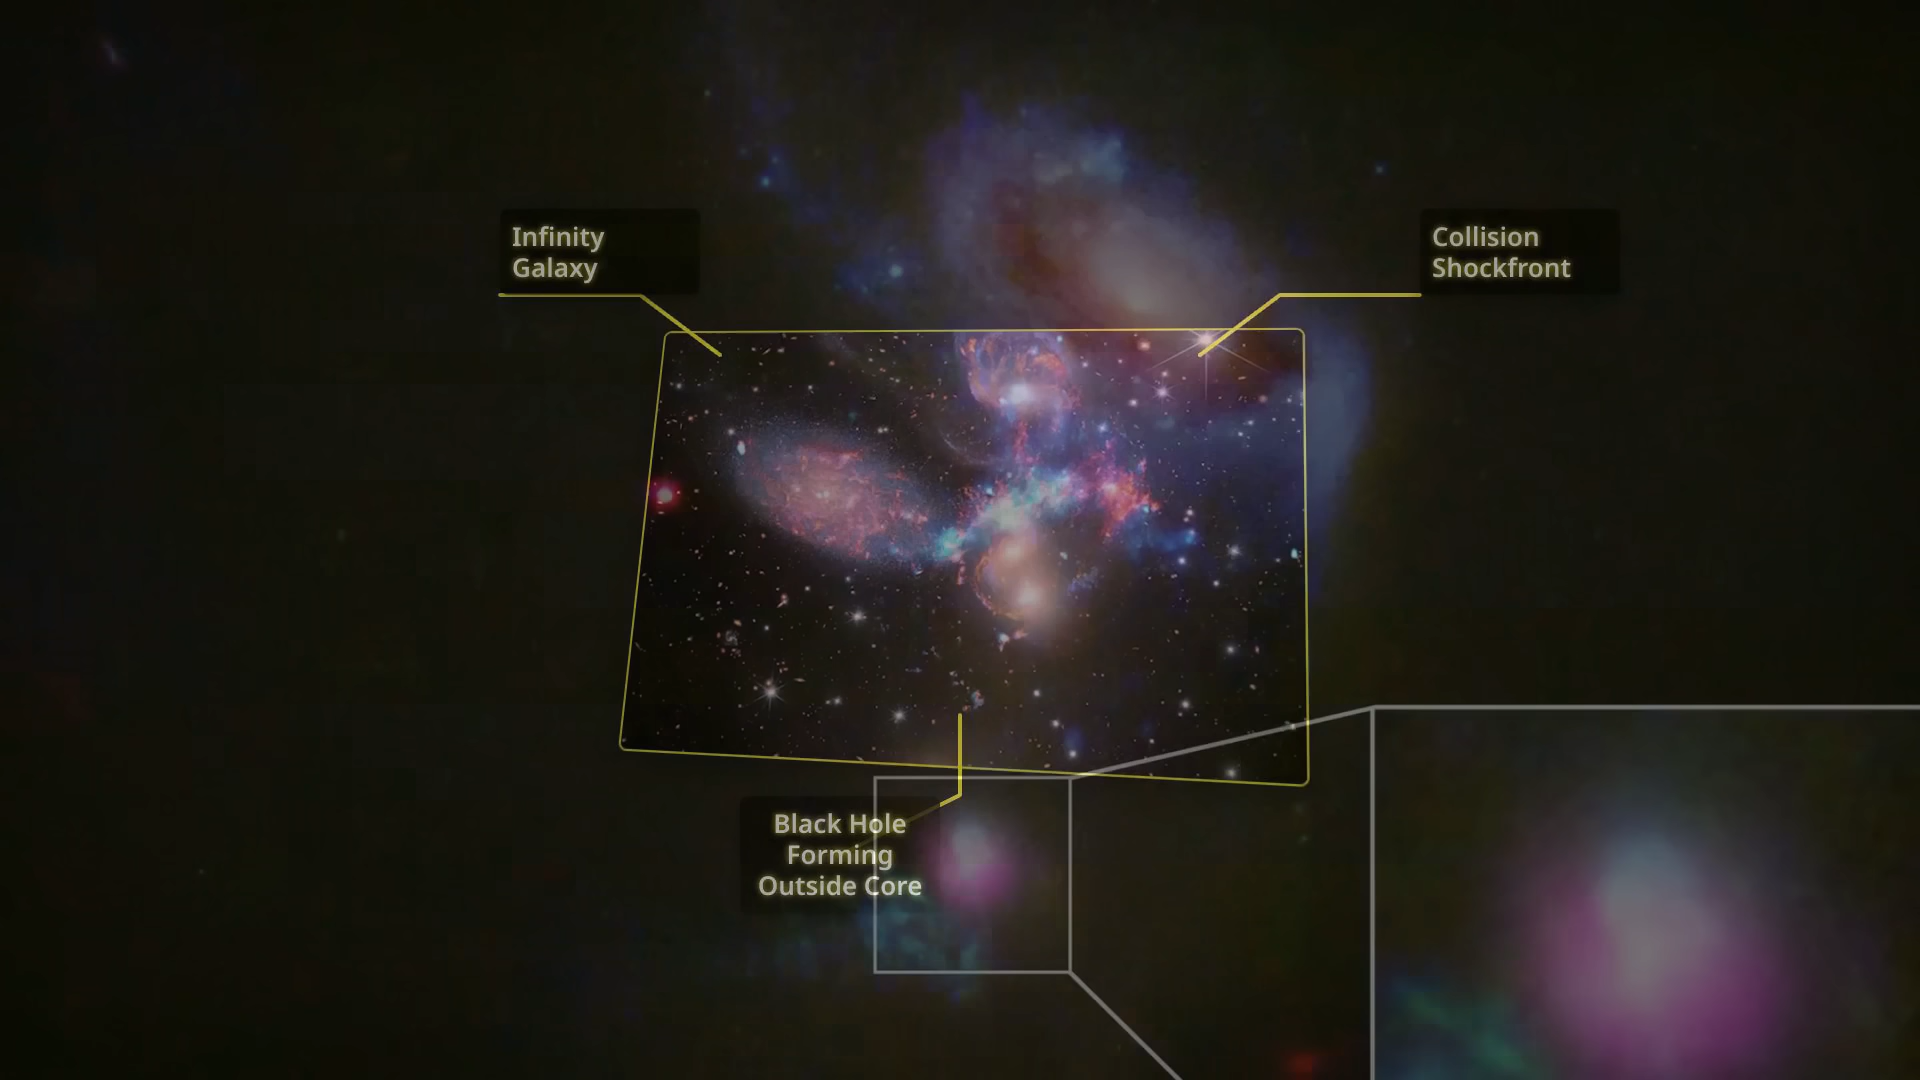 Infinity
Galaxy
Collision
Shockfront
Black Hole
Forming
Outside Core